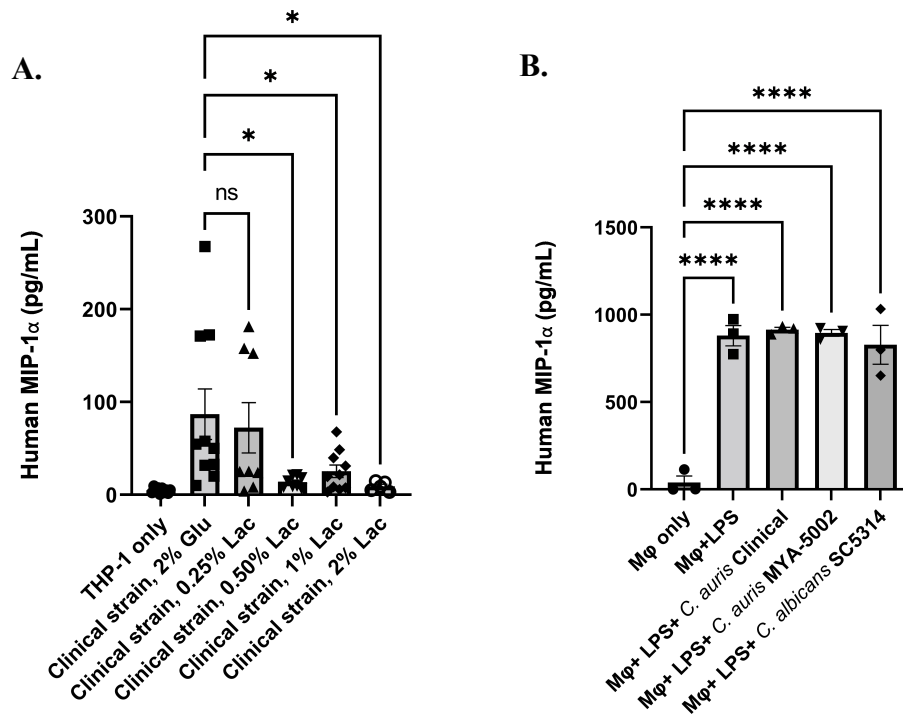 A.
*
*
*
ns
Human MIP-1α (pg/mL)
300
200
100
0
THP-1 only
Clinical strain, 2% Glu
Clinical strain, 0.25% Lac
Clinical strain, 0.50% Lac
Clinical strain, 1% Lac
Clinical strain, 2% Lac
B.
****
****
****
****
Human MIP-1α (pg/mL)
1500
1000
500
0
Mφ only
Mφ+LPS
Mφ+ LPS+ C. auris Clinical
Mφ+ LPS+ C. auris MYA-5002
Mφ+ LPS+ C. albicans SC5314